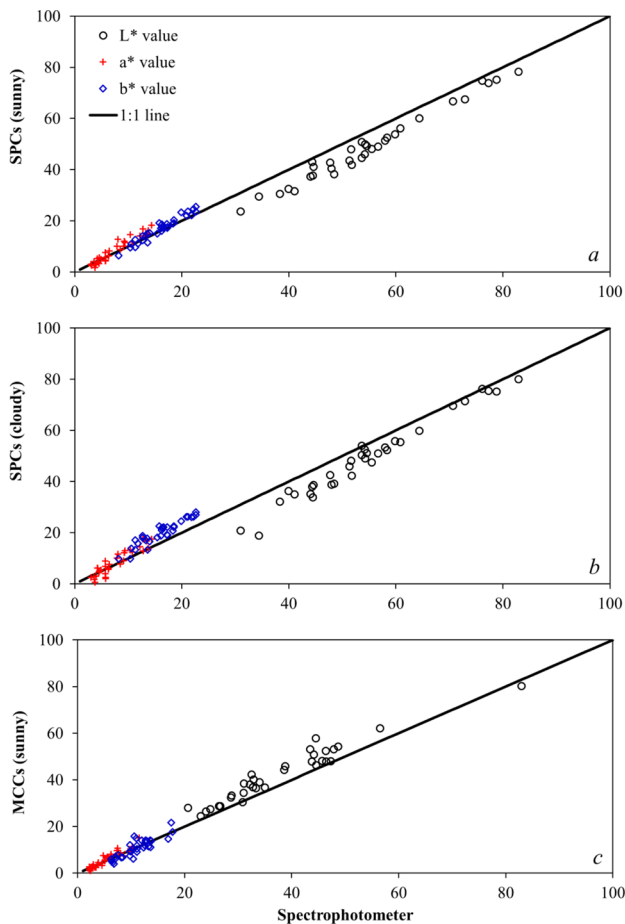 100
80
60
40
20
0
SPCs (sunny)
L* value
a* value
b* value
1:1 line
a
0 20 40 60 80 100
100
80
60
40
20
0
SPCs (cloudy)
b
0 20 40 60 80 100
100
80
60
40
20
0
MCCs (sunny)
c
0 20 40 60 80 100
Spectrophotometer